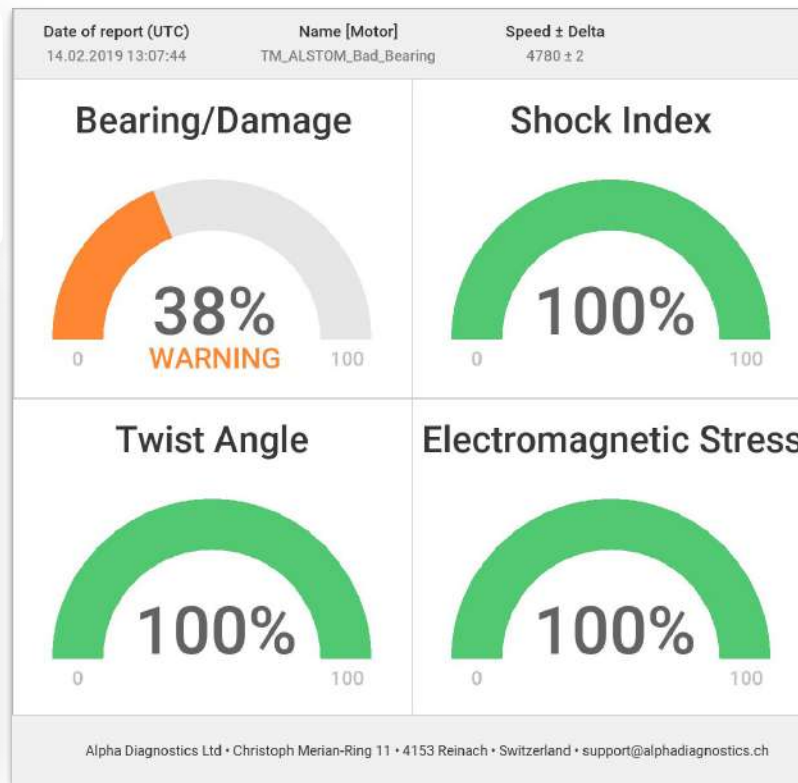 Date of report (UTC) Name [Motor] Speed ± Delta
14.02.2019 13:07:44 TM_ALSTOM_Bad_Bearing 4780 ± 2
Bearing/Damage Shock Index
38% 100%
WARNING
0 100 0 100
Twist Angle Electromagnetic Stress
100% 100%
0 100 0 100
Alpha Diagnostics Ltd • Christoph Merian-Ring 11 • 4153 Reinach • Switzerland • support@alphadiagnostics.ch